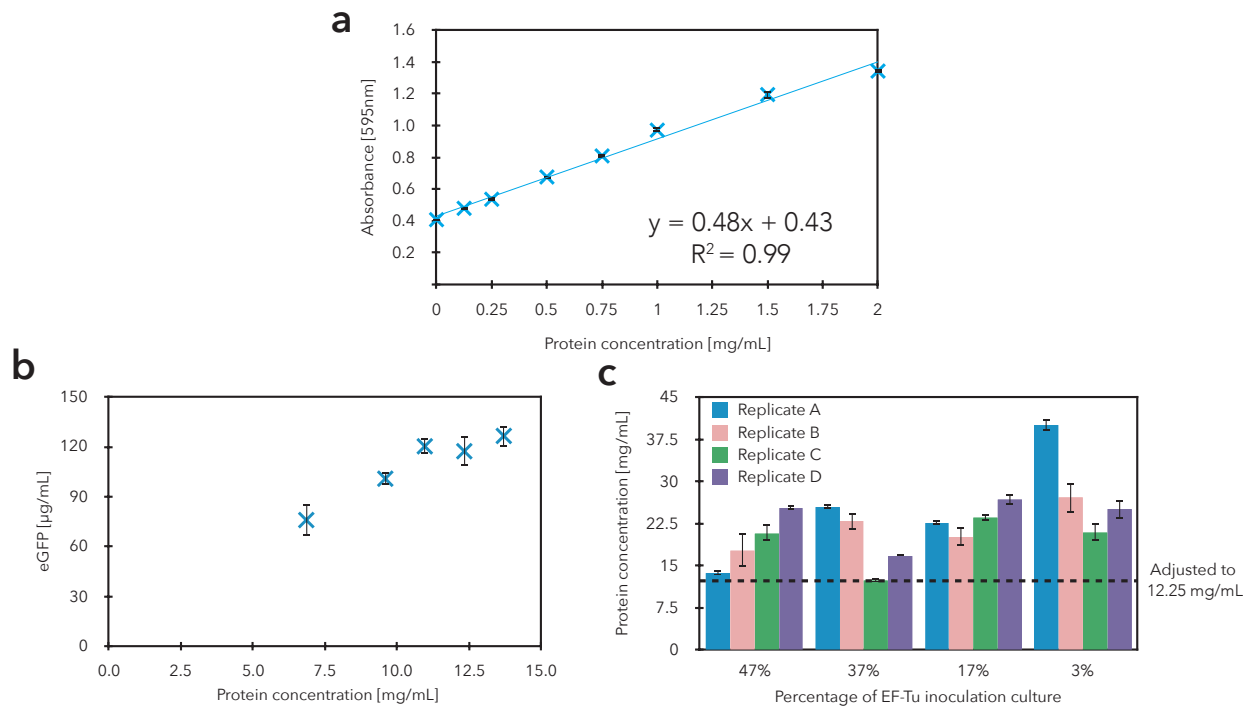 a
1.6
1.4
1.2
1.0
0.8
0.6
0.4
0.2
Absorbance [595nm]
y = 0.48x + 0.43
R² = 0.99
0 0.25 0.5 0.75 1 1.25 1.5 1.75 2
Protein concentration [mg/mL]
b
150
120
90
60
30
0
eGFP [µg/mL]
0.0 2.5 5.0 7.5 10.0 12.5 15.0
Protein concentration [mg/mL]
c
45
37.5
30
22.5
15
7.5
0
Protein concentration [mg/mL]
Replicate A
Replicate B
Replicate C
Replicate D
Adjusted to
12.25 mg/mL
47% 37% 17% 3%
Percentage of EF-Tu inoculation culture